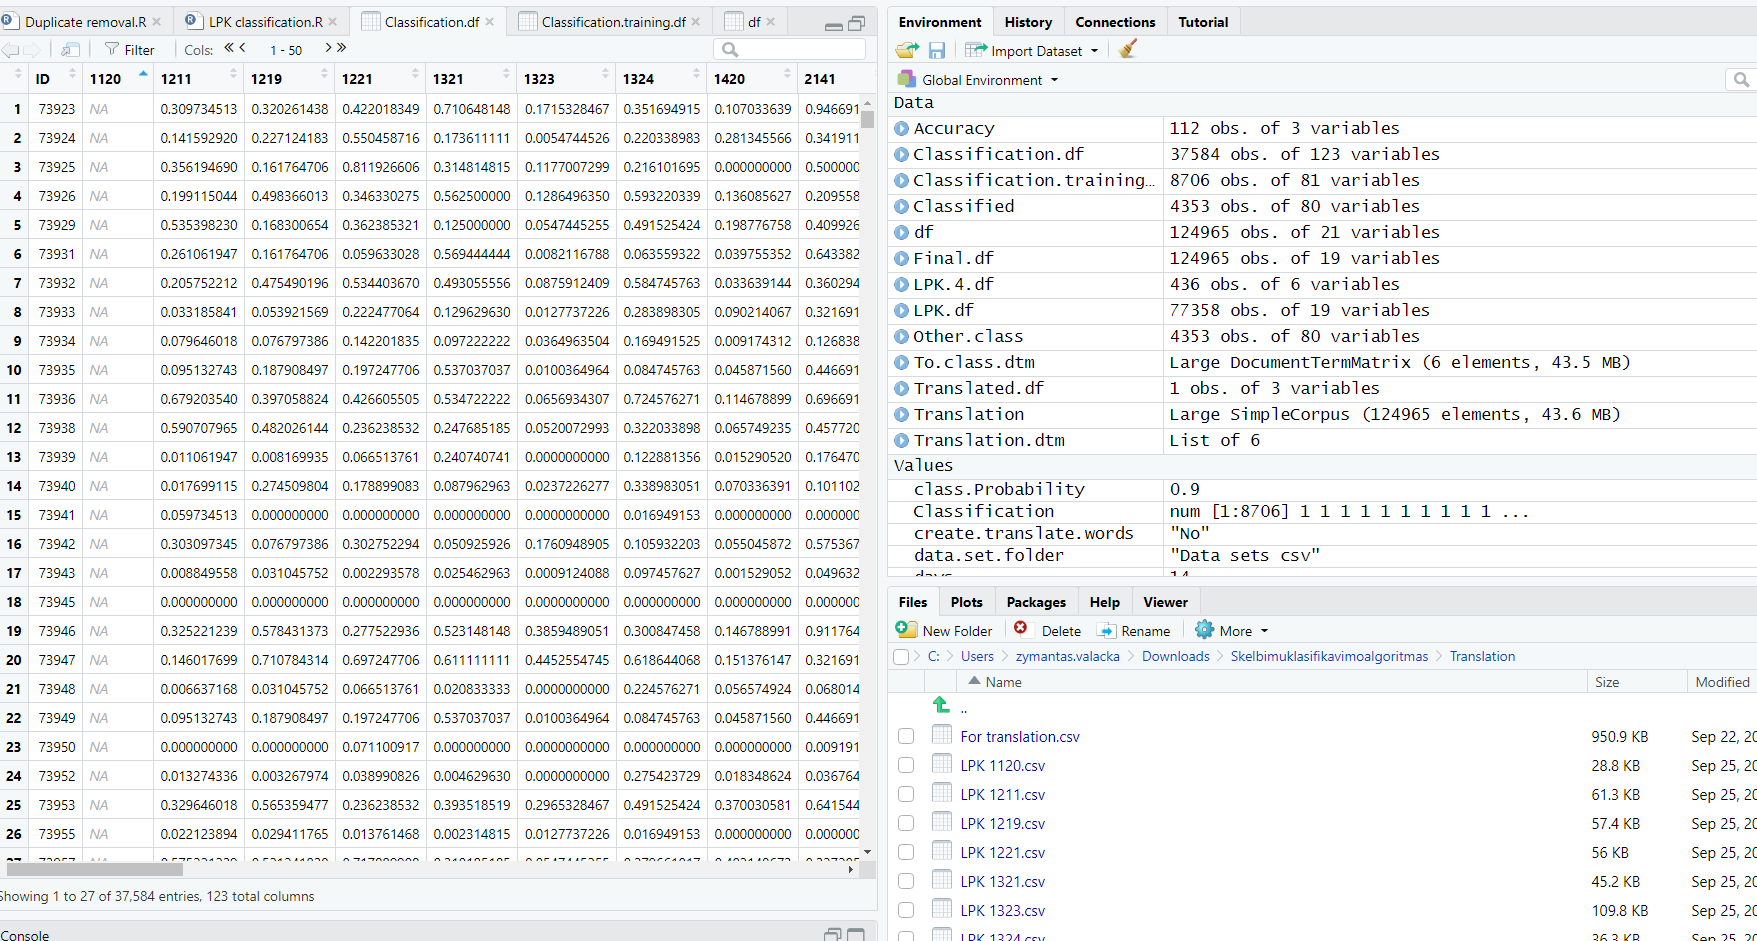 Duplicate removal.R
LPK classification.R
Classification.df
Classification.training.df
df
Filter
Cols:
1 - 50
ID 1120 1211 1219 1221 1321 1323 1324 1420 2141
1 73923 NA 0.309734513 0.320261438 0.422018349 0.710648148 0.1715328467 0.351694915 0.107033639 0.946691
2 73924 NA 0.141592920 0.227124183 0.550458716 0.173611111 0.0054744526 0.220338983 0.281345566 0.341911
3 73925 NA 0.356194690 0.161764706 0.811926606 0.314814815 0.1177007299 0.216101695 0.000000000 0.500000
4 73926 NA 0.199115044 0.498366013 0.346330275 0.562500000 0.1286496350 0.593220339 0.136085627 0.209558
5 73929 NA 0.535398230 0.168300654 0.362385321 0.125000000 0.0547445255 0.491525424 0.198776758 0.409926
6 73931 NA 0.261061947 0.161764706 0.059633028 0.569444444 0.0082116788 0.063559322 0.039755352 0.643382
7 73932 NA 0.205752212 0.475490196 0.534403670 0.493055556 0.0875912409 0.584745763 0.033639144 0.360294
8 73933 NA 0.033185841 0.053921569 0.222477064 0.129629630 0.0127737226 0.283898305 0.090214067 0.321691
9 73934 NA 0.079646018 0.076797386 0.142201835 0.097222222 0.0364963504 0.169491525 0.009174312 0.126838
10 73935 NA 0.095132743 0.187908497 0.197247706 0.537037037 0.0100364964 0.084745763 0.045871560 0.446691
11 73936 NA 0.679203540 0.397058824 0.426605505 0.534722222 0.0656934307 0.724576271 0.114678899 0.696691
12 73938 NA 0.590707965 0.482026144 0.236238532 0.247685185 0.0520072993 0.322033898 0.065749235 0.457720
13 73939 NA 0.011061947 0.008169935 0.066513761 0.240740741 0.0000000000 0.122881356 0.015290520 0.176470
14 73940 NA 0.017699115 0.274509804 0.178899083 0.087962963 0.0237226277 0.338983051 0.070336391 0.101102
15 73941 NA 0.059734513 0.000000000 0.000000000 0.000000000 0.0000000000 0.016949153 0.000000000 0.000000
16 73942 NA 0.303097345 0.076797386 0.302752294 0.050925926 0.1760948905 0.105932203 0.055045872 0.575367
17 73943 NA 0.008849558 0.031045752 0.002293578 0.025462963 0.0009124088 0.097457627 0.001529052 0.049632
18 73945 NA 0.000000000 0.000000000 0.000000000 0.000000000 0.0000000000 0.000000000 0.000000000 0.000000
19 73946 NA 0.325221239 0.578431373 0.277522936 0.523148148 0.3859489051 0.300847458 0.146788991 0.911764
20 73947 NA 0.146017699 0.710784314 0.697247706 0.611111111 0.4452554745 0.618644068 0.151376147 0.321691
21 73948 NA 0.006637168 0.031045752 0.066513761 0.020833333 0.0000000000 0.224576271 0.056574924 0.068014
22 73949 NA 0.095132743 0.187908497 0.197247706 0.537037037 0.0100364964 0.084745763 0.045871560 0.446691
23 73950 NA 0.000000000 0.000000000 0.071100917 0.000000000 0.0000000000 0.000000000 0.000000000 0.009191
24 73952 NA 0.013274336 0.003267974 0.038990826 0.004629630 0.0000000000 0.275423729 0.018348624 0.036764
25 73953 NA 0.329646018 0.565359477 0.236238532 0.393518519 0.2965328467 0.491525424 0.370030581 0.641544
26 73955 NA 0.022123894 0.029411765 0.013761468 0.002314815 0.0127737226 0.016949153 0.000000000 0.000000
Showing 1 to 27 of 37,584 entries, 123 total columns
Console
Environment History Connections Tutorial
Import Dataset
Global Environment
Data
Accuracy 112 obs. of 3 variables
Classification.df 37584 obs. of 123 variables
Classification.training… 8706 obs. of 81 variables
Classified 4353 obs. of 80 variables
df 124965 obs. of 21 variables
Final.df 124965 obs. of 19 variables
LPK.4.df 436 obs. of 6 variables
LPK.df 77358 obs. of 19 variables
Other.class 4353 obs. of 80 variables
To.class.dtm Large DocumentTermMatrix (6 elements, 43.5 MB)
Translated.df 1 obs. of 3 variables
Translation Large SimpleCorpus (124965 elements, 43.6 MB)
Translation.dtm List of 6
Values
class.Probability 0.9
Classification num [1:8706] 1 1 1 1 1 1 1 1 1 1 ...
create.translate.words "No"
data.set.folder "Data sets csv"
days 14
Files Plots Packages Help Viewer
New Folder Delete Rename More
C: Users zymantas.valacka Downloads Skelbimuklasifikavimoalgoritmas Translation
Name Size Modified
..
For translation.csv 950.9 KB Sep 22, 20
LPK 1120.csv 28.8 KB Sep 25, 20
LPK 1211.csv 61.3 KB Sep 25, 20
LPK 1219.csv 57.4 KB Sep 25, 20
LPK 1221.csv 56 KB Sep 25, 20
LPK 1321.csv 45.2 KB Sep 25, 20
LPK 1323.csv 109.8 KB Sep 25, 20
LPK 1324.csv 36.3 KB Sep 25, 20